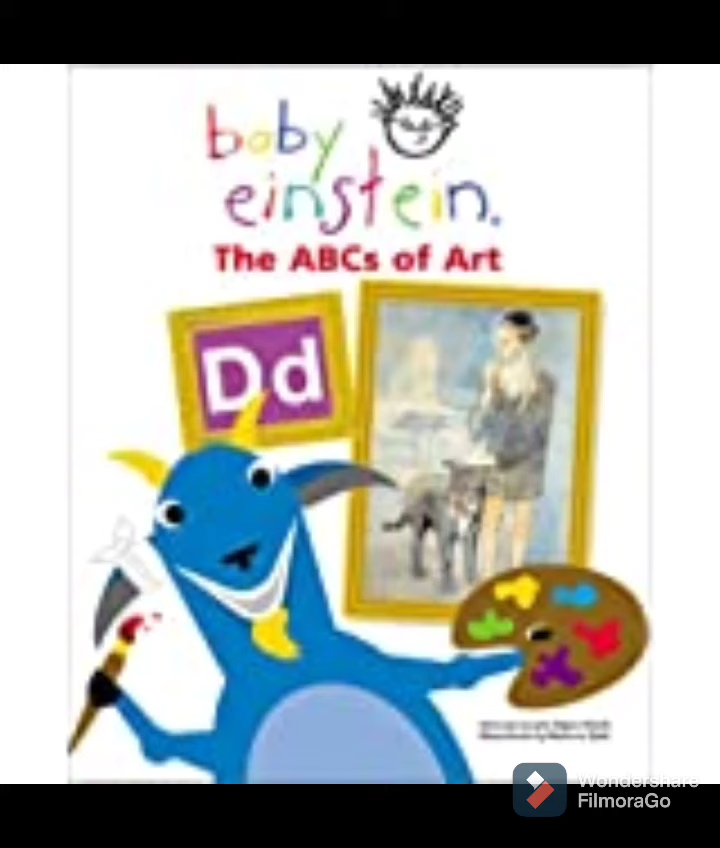 baby
einstein.
The ABCs of Art
Dd
Wondershare
FilmoraGo